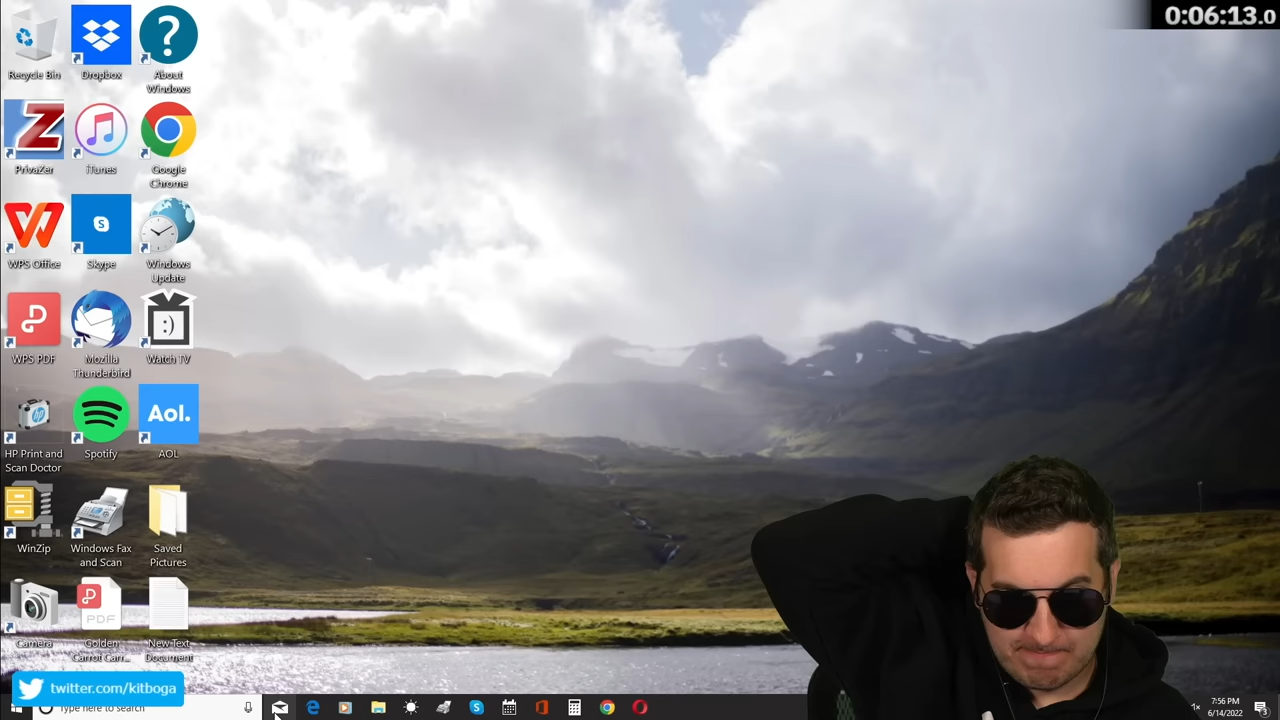 0:06:13.0
Recycle Bin
Dropbox
About
Windows
PrivaZer
iTunes
Google
Chrome
WPS Office
Skype
Windows
Update
WPS PDF
Mozilla
Thunderbird
Watch TV
HP Print and
Scan Doctor
Spotify
Aol.
AOL
WinZip
Windows Fax
and Scan
Saved
Pictures
Camera
PDF
Golden
Carrot Carr...
New Text
Document
twitter.com/kitboga
Type here to search
7:56 PM
6/14/2022